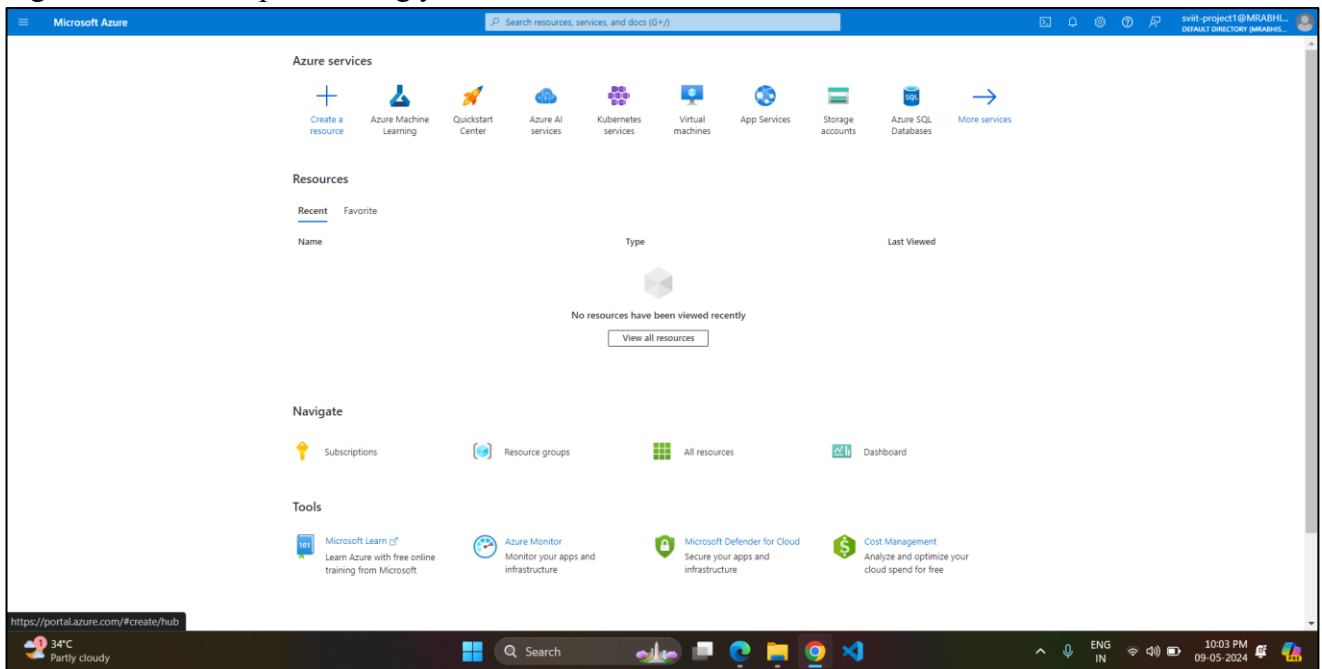 Microsoft Azure
Search resources, services, and docs (G+/)
sviit-project1@MRABHI...
DEFAULT DIRECTORY (MRABHIS...
Azure services
Create a resource
Azure Machine Learning
Quickstart Center
Azure AI services
Kubernetes services
Virtual machines
App Services
Storage accounts
SQL
Azure SQL Databases
More services
Resources
Recent Favorite
Name Type Last Viewed
No resources have been viewed recently
View all resources
Navigate
Subscriptions
Resource groups
All resources
Dashboard
Tools
101
Microsoft Learn
Learn Azure with free online
training from Microsoft
Azure Monitor
Monitor your apps and
infrastructure
Microsoft Defender for Cloud
Secure your apps and
infrastructure
Cost Management
Analyze and optimize your
cloud spend for free
https://portal.azure.com/#create/hub
1
34°C
Partly cloudy
Search
ENG
IN
10:03 PM
09-05-2024
PRE